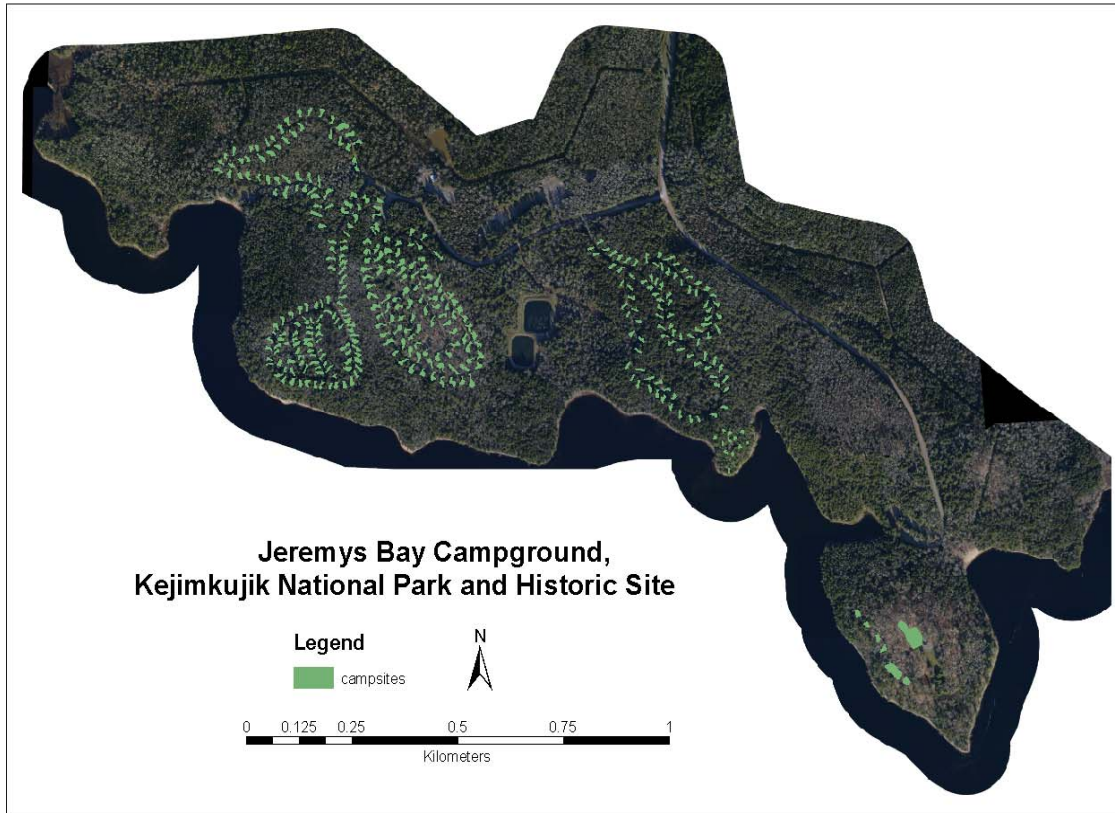 Jeremys Bay Campground,
Kejimkujik National Park and Historic Site
Legend
campsites
N
0 0.125 0.25 0.5 0.75 1
Kilometers